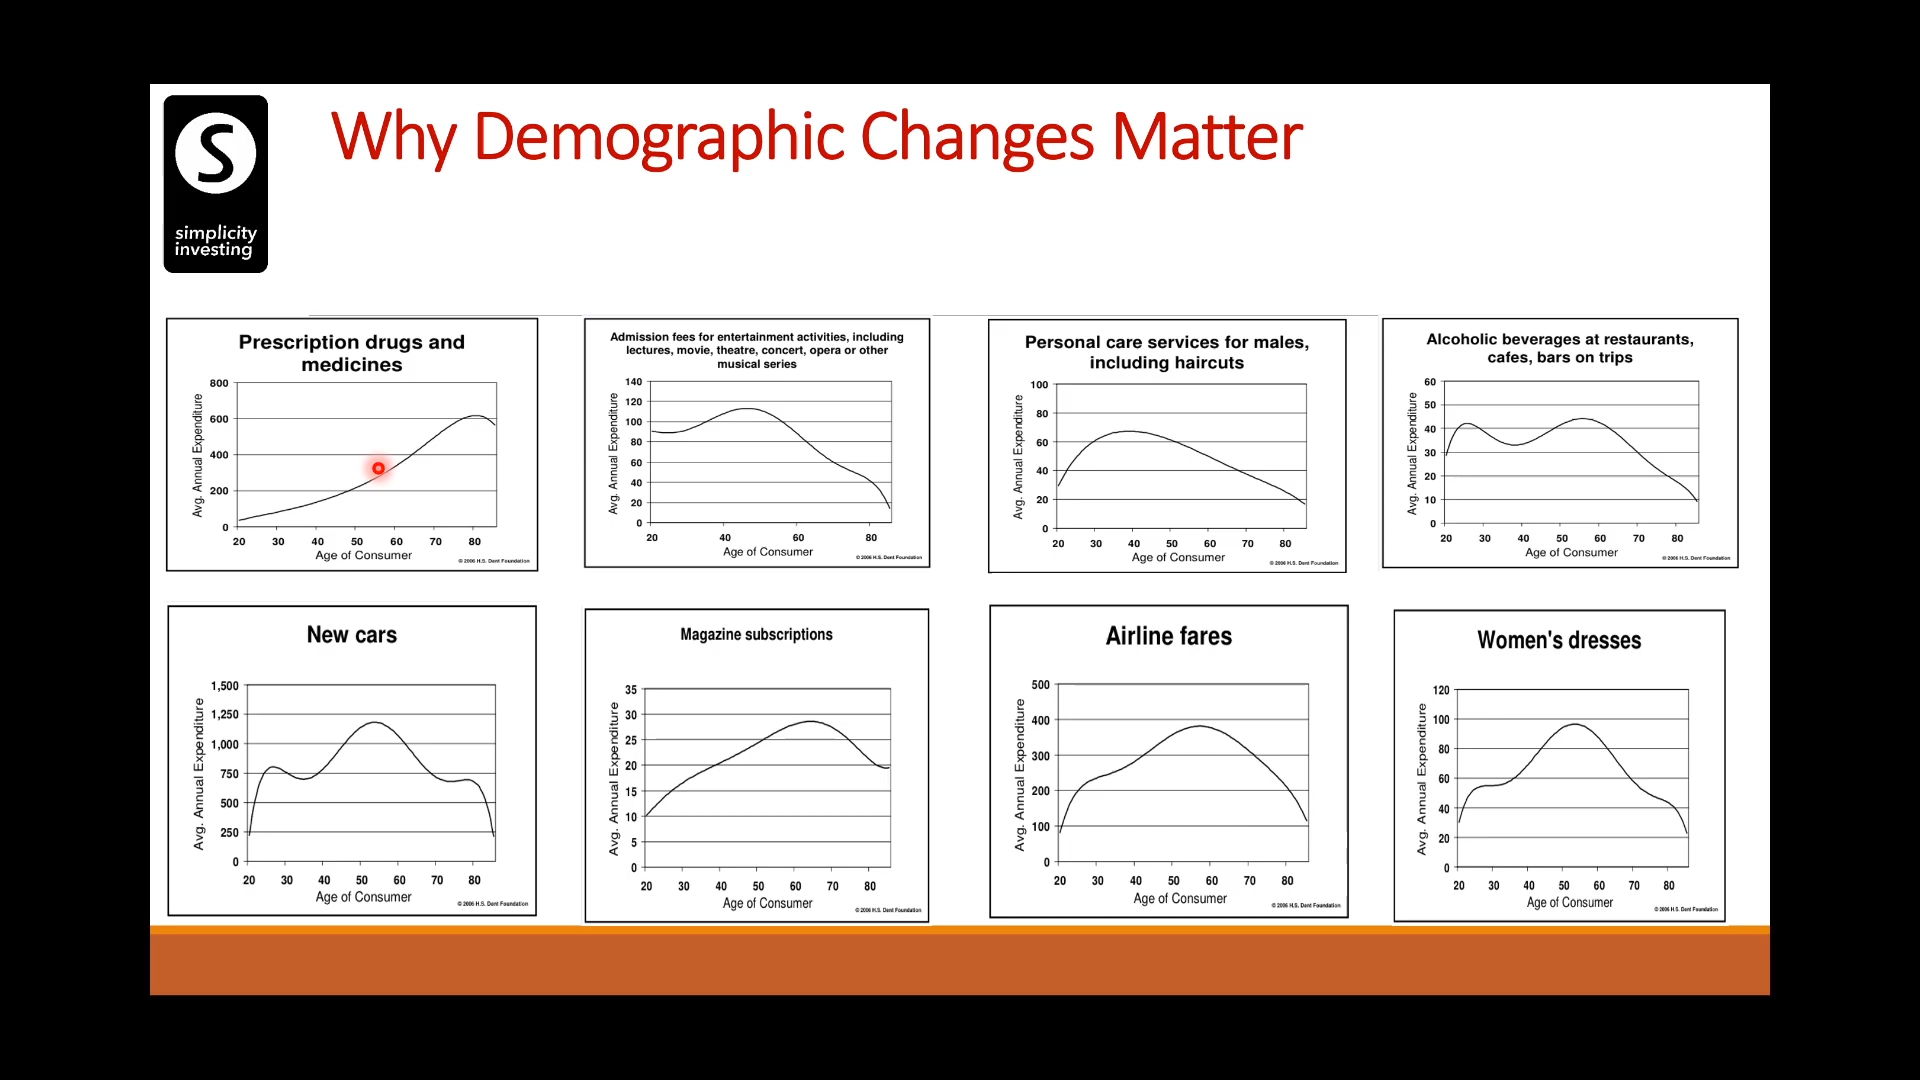 S
simplicity
investing
Why Demographic Changes Matter
Prescription drugs and
medicines
Avg. Annual Expenditure
800
600
400
200
0
20 30 40 50 60 70 80
Age of Consumer
© 2006 H.S. Dent Foundation
Admission fees for entertainment activities, including
lectures, movie, theatre, concert, opera or other
musical series
Avg. Annual Expenditure
140
120
100
80
60
40
20
0
20 40 60 80
Age of Consumer
© 2006 H.S. Dent Foundation
Personal care services for males,
including haircuts
Avg. Annual Expenditure
100
80
60
40
20
0
20 30 40 50 60 70 80
Age of Consumer
© 2006 H.S. Dent Foundation
Alcoholic beverages at restaurants,
cafes, bars on trips
Avg. Annual Expenditure
60
50
40
30
20
10
0
20 30 40 50 60 70 80
Age of Consumer
© 2006 H.S. Dent Foundation
New cars
Avg. Annual Expenditure
1,500
1,250
1,000
750
500
250
0
20 30 40 50 60 70 80
Age of Consumer
© 2006 H.S. Dent Foundation
Magazine subscriptions
Avg. Annual Expenditure
35
30
25
20
15
10
5
0
20 30 40 50 60 70 80
Age of Consumer
© 2006 H.S. Dent Foundation
Airline fares
Avg. Annual Expenditure
500
400
300
200
100
0
20 30 40 50 60 70 80
Age of Consumer
© 2006 H.S. Dent Foundation
Women's dresses
Avg. Annual Expenditure
120
100
80
60
40
20
0
20 30 40 50 60 70 80
Age of Consumer
© 2006 H.S. Dent Foundation